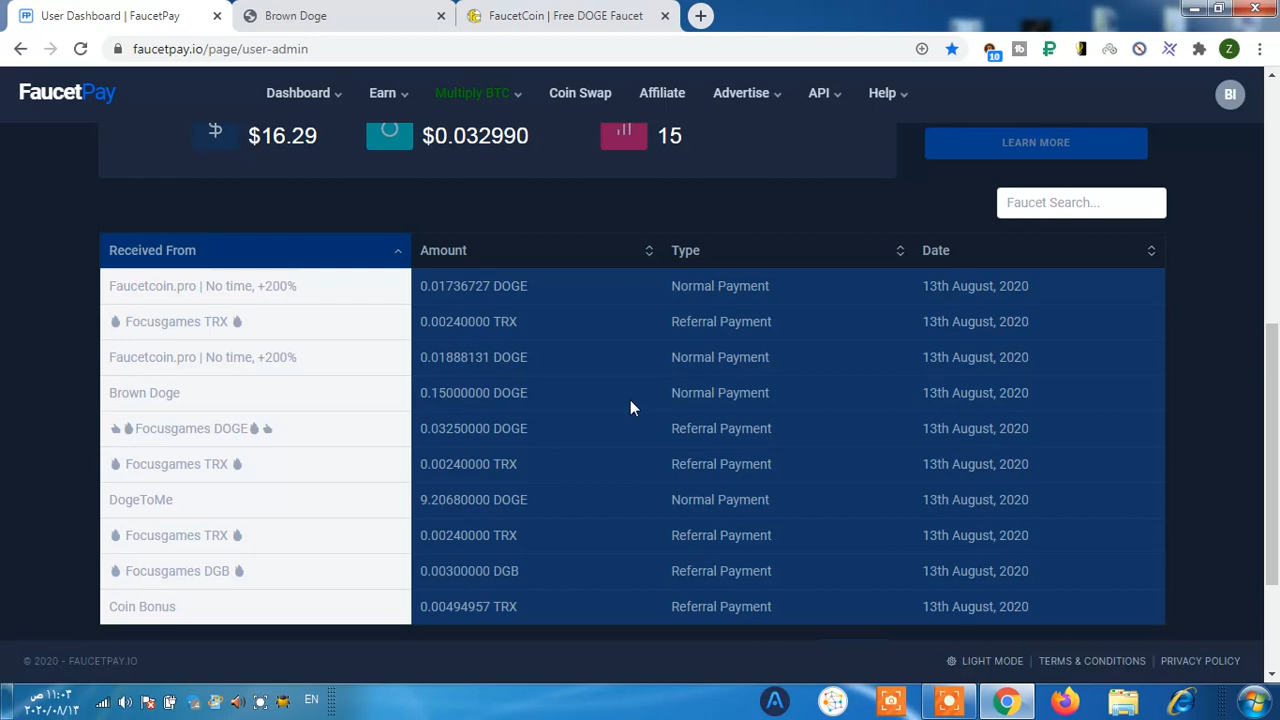 User Dashboard | FaucetPay
Brown Doge
FaucetCoin | Free DOGE Faucet
faucetpay.io/page/user-admin
10
Z
FaucetPay
Dashboard
Earn
Multiply BTC
Coin Swap
Affiliate
Advertise
API
Help
BI
$16.29
$0.032990
15
LEARN MORE
Faucet Search...
Received From Amount Type Date
Faucetcoin.pro | No time, +200% 0.01736727 DOGE Normal Payment 13th August, 2020
Focusgames TRX 0.00240000 TRX Referral Payment 13th August, 2020
Faucetcoin.pro | No time, +200% 0.01888131 DOGE Normal Payment 13th August, 2020
Brown Doge 0.15000000 DOGE Normal Payment 13th August, 2020
Focusgames DOGE 0.03250000 DOGE Referral Payment 13th August, 2020
Focusgames TRX 0.00240000 TRX Referral Payment 13th August, 2020
DogeToMe 9.20680000 DOGE Normal Payment 13th August, 2020
Focusgames TRX 0.00240000 TRX Referral Payment 13th August, 2020
Focusgames DGB 0.00300000 DGB Referral Payment 13th August, 2020
Coin Bonus 0.00494957 TRX Referral Payment 13th August, 2020
© 2020 - FAUCETPAY.IO
LIGHT MODE | TERMS & CONDITIONS | PRIVACY POLICY
١١:٠٣ ص
٢٠٢٠/٠٨/١٣
EN